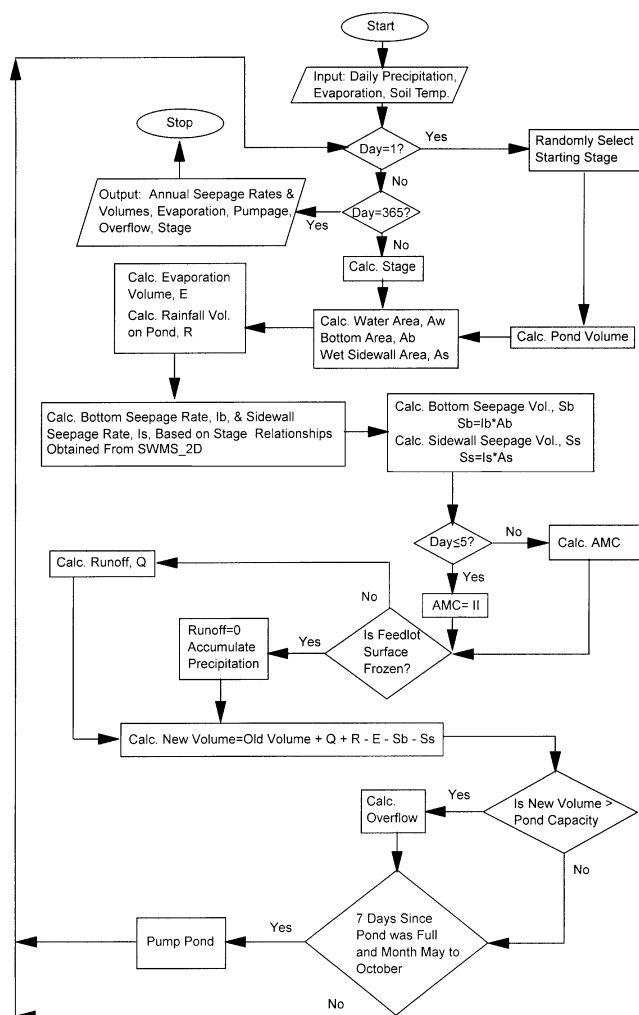 Start
Input: Daily Precipitation,
Evaporation, Soil Temp.
Stop
Day=1?
Yes
Randomly Select
Starting Stage
No
Output: Annual Seepage Rates &
Volumes, Evaporation, Pumpage,
Overflow, Stage
Yes
Day=365?
No
Calc. Stage
Calc. Evaporation
Volume, E
Calc. Rainfall Vol.
on Pond, R
Calc. Water Area, Aw
Bottom Area, Ab
Wet Sidewall Area, As
Calc. Pond Volume
Calc. Bottom Seepage Rate, Ib, & Sidewall
Seepage Rate, Is, Based on Stage Relationships
Obtained From SWMS_2D
Calc. Bottom Seepage Vol., Sb
Sb=Ib*Ab
Calc. Sidewall Seepage Vol., Ss
Ss=Is*As
Day≤5?
No
Calc. AMC
Yes
AMC= II
Calc. Runoff, Q
No
Is Feedlot
Surface
Frozen?
Yes
Runoff=0
Accumulate
Precipitation
Calc. New Volume=Old Volume + Q + R - E - Sb - Ss
Is New Volume >
Pond Capacity
Yes
Calc.
Overflow
No
7 Days Since
Pond was Full
and Month May to
October
Yes
Pump Pond
No